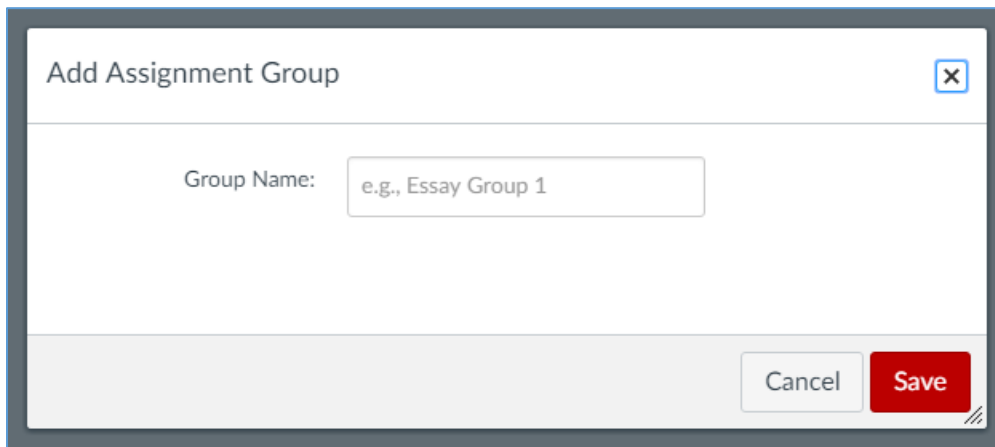 Add Assignment Group
Group Name:
e.g., Essay Group 1
Cancel
Save